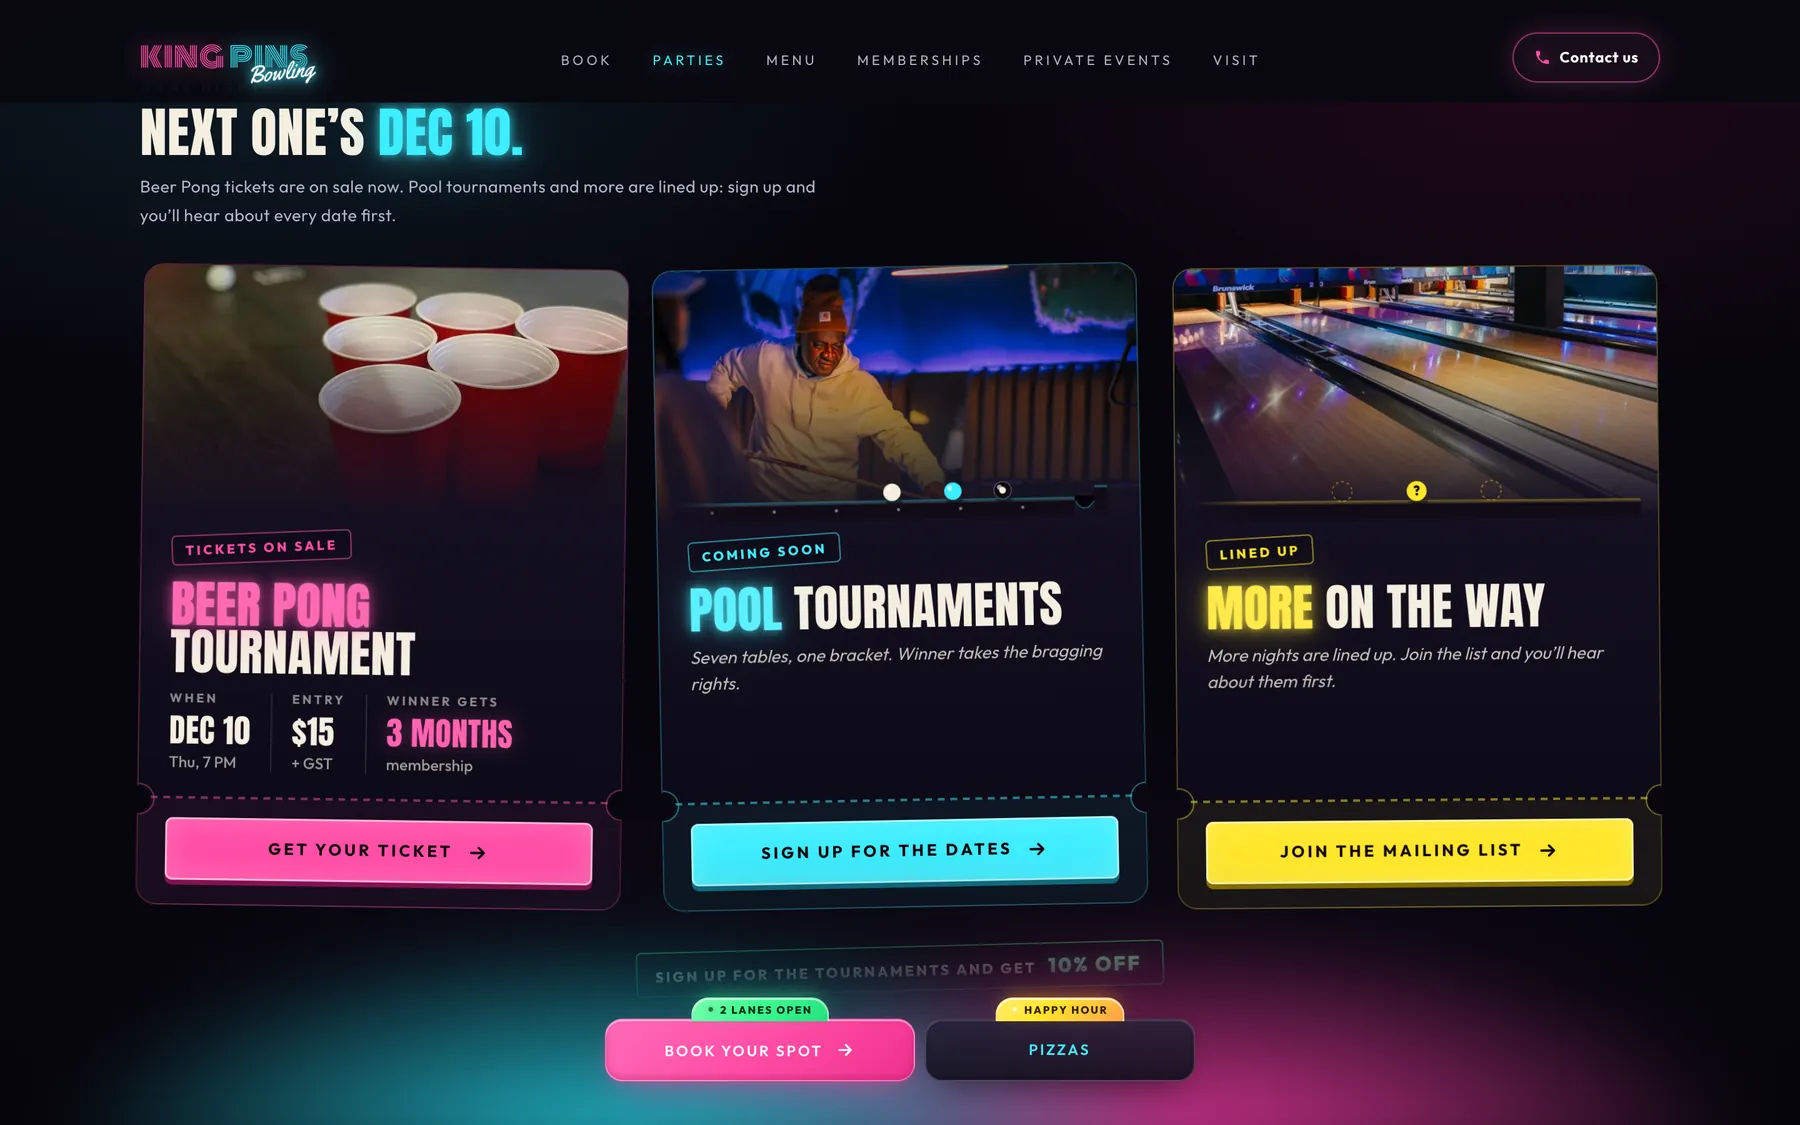 KING PINS
Bowling
BOOK
PARTIES
MENU
MEMBERSHIPS
PRIVATE EVENTS
VISIT
Contact us
NEXT ONE’S DEC 10.
Beer Pong tickets are on sale now. Pool tournaments and more are lined up: sign up and
you’ll hear about every date first.
Brunswick
TICKETS ON SALE
BEER PONG
TOURNAMENT
WHEN
DEC 10
Thu, 7 PM
ENTRY
$15
+ GST
WINNER GETS
3 MONTHS
membership
GET YOUR TICKET →
COMING SOON
POOL TOURNAMENTS
Seven tables, one bracket. Winner takes the bragging
rights.
SIGN UP FOR THE DATES →
?
LINED UP
MORE ON THE WAY
More nights are lined up. Join the list and you’ll hear
about them first.
JOIN THE MAILING LIST →
SIGN UP FOR THE TOURNAMENTS AND GET 10% OFF
2 LANES OPEN
BOOK YOUR SPOT →
HAPPY HOUR
PIZZAS